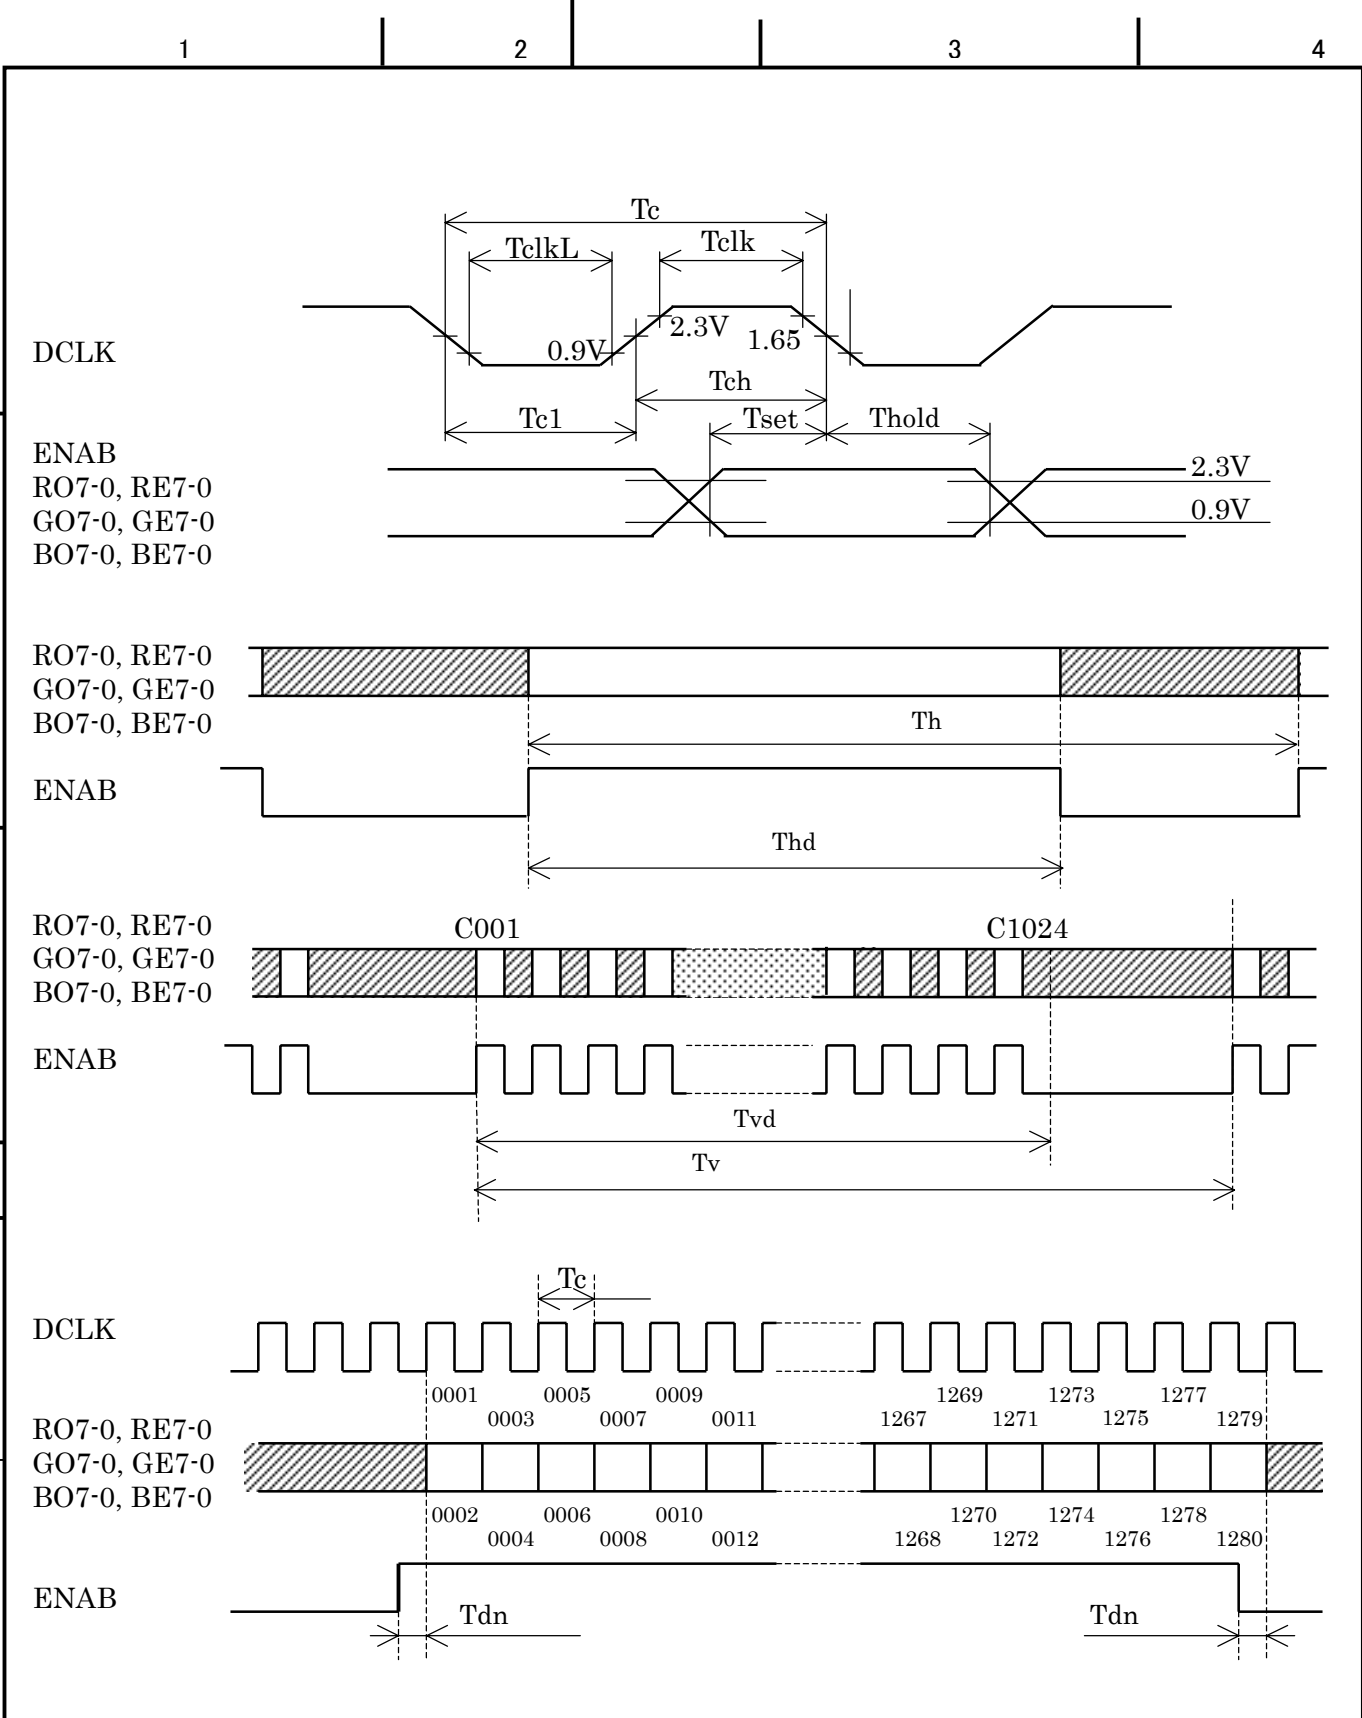 1 2 3 4
Tc
TclkL Tclk
2.3V
1.65
0.9V
DCLK
Tch
Tc1 Tset Thold
ENAB
RO7-0, RE7-0
GO7-0, GE7-0
BO7-0, BE7-0
2.3V
0.9V
RO7-0, RE7-0
GO7-0, GE7-0
BO7-0, BE7-0
Th
ENAB
Thd
RO7-0, RE7-0
GO7-0, GE7-0
BO7-0, BE7-0
C001 C1024
ENAB
Tvd
Tv
Tc
DCLK
0001 0005 0009 1269 1273 1277
0003 0007 0011 1267 1271 1275 1279
RO7-0, RE7-0
GO7-0, GE7-0
BO7-0, BE7-0
0002 0006 0010 1270 1274 1278
0004 0008 0012 1268 1272 1276 1280
ENAB
Tdn Tdn